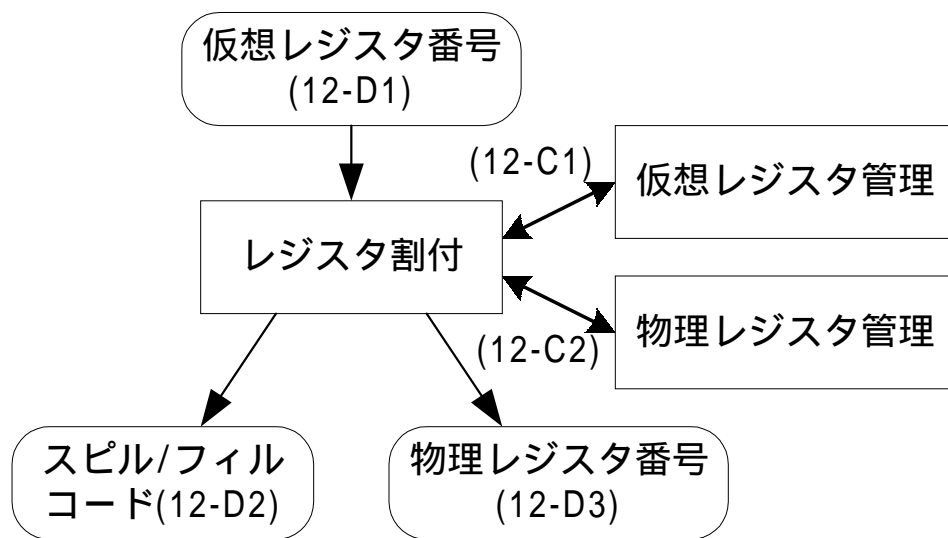 仮想レジスタ番号
(12-D1)
(12-C1)
仮想レジスタ管理
レジスタ割付
物理レジスタ管理
(12-C2)
スピル/フィル
コード(12-D2)
物理レジスタ番号
(12-D3)